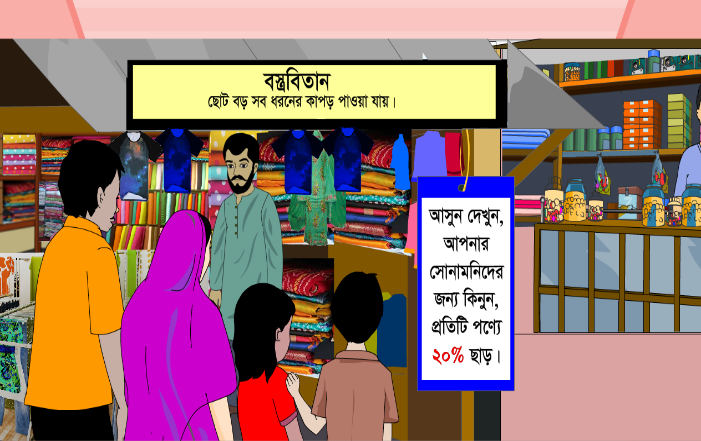 বস্ত্রবিতান
ছোট বড় সব ধরনের কাপড় পাওয়া যায়।
আসুন দেখুন,
আপনার
সোনামনিদের
জন্য কিনুন,
প্রতিটি পণ্যে
২০% ছাড়।